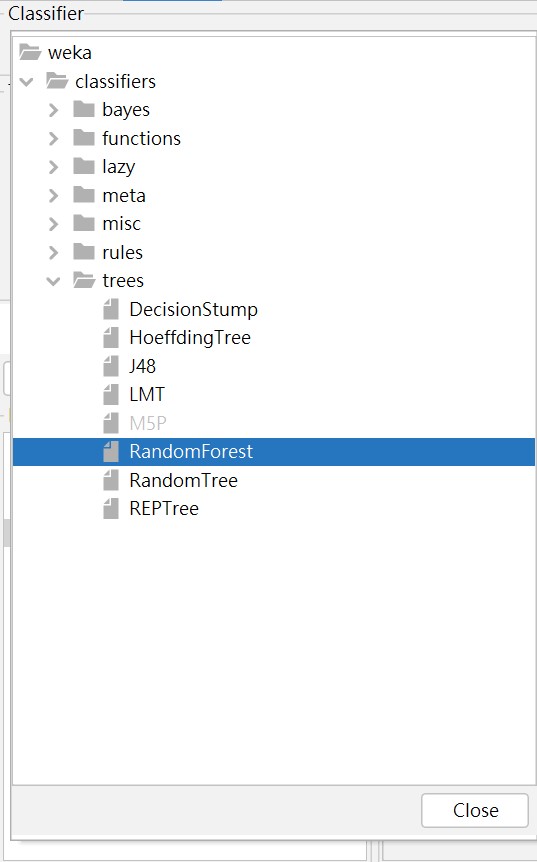 Classifier
weka
classifiers
bayes
functions
lazy
meta
misc
rules
trees
DecisionStump
HoeffdingTree
J48
LMT
M5P
RandomForest
RandomTree
REPTree
Close